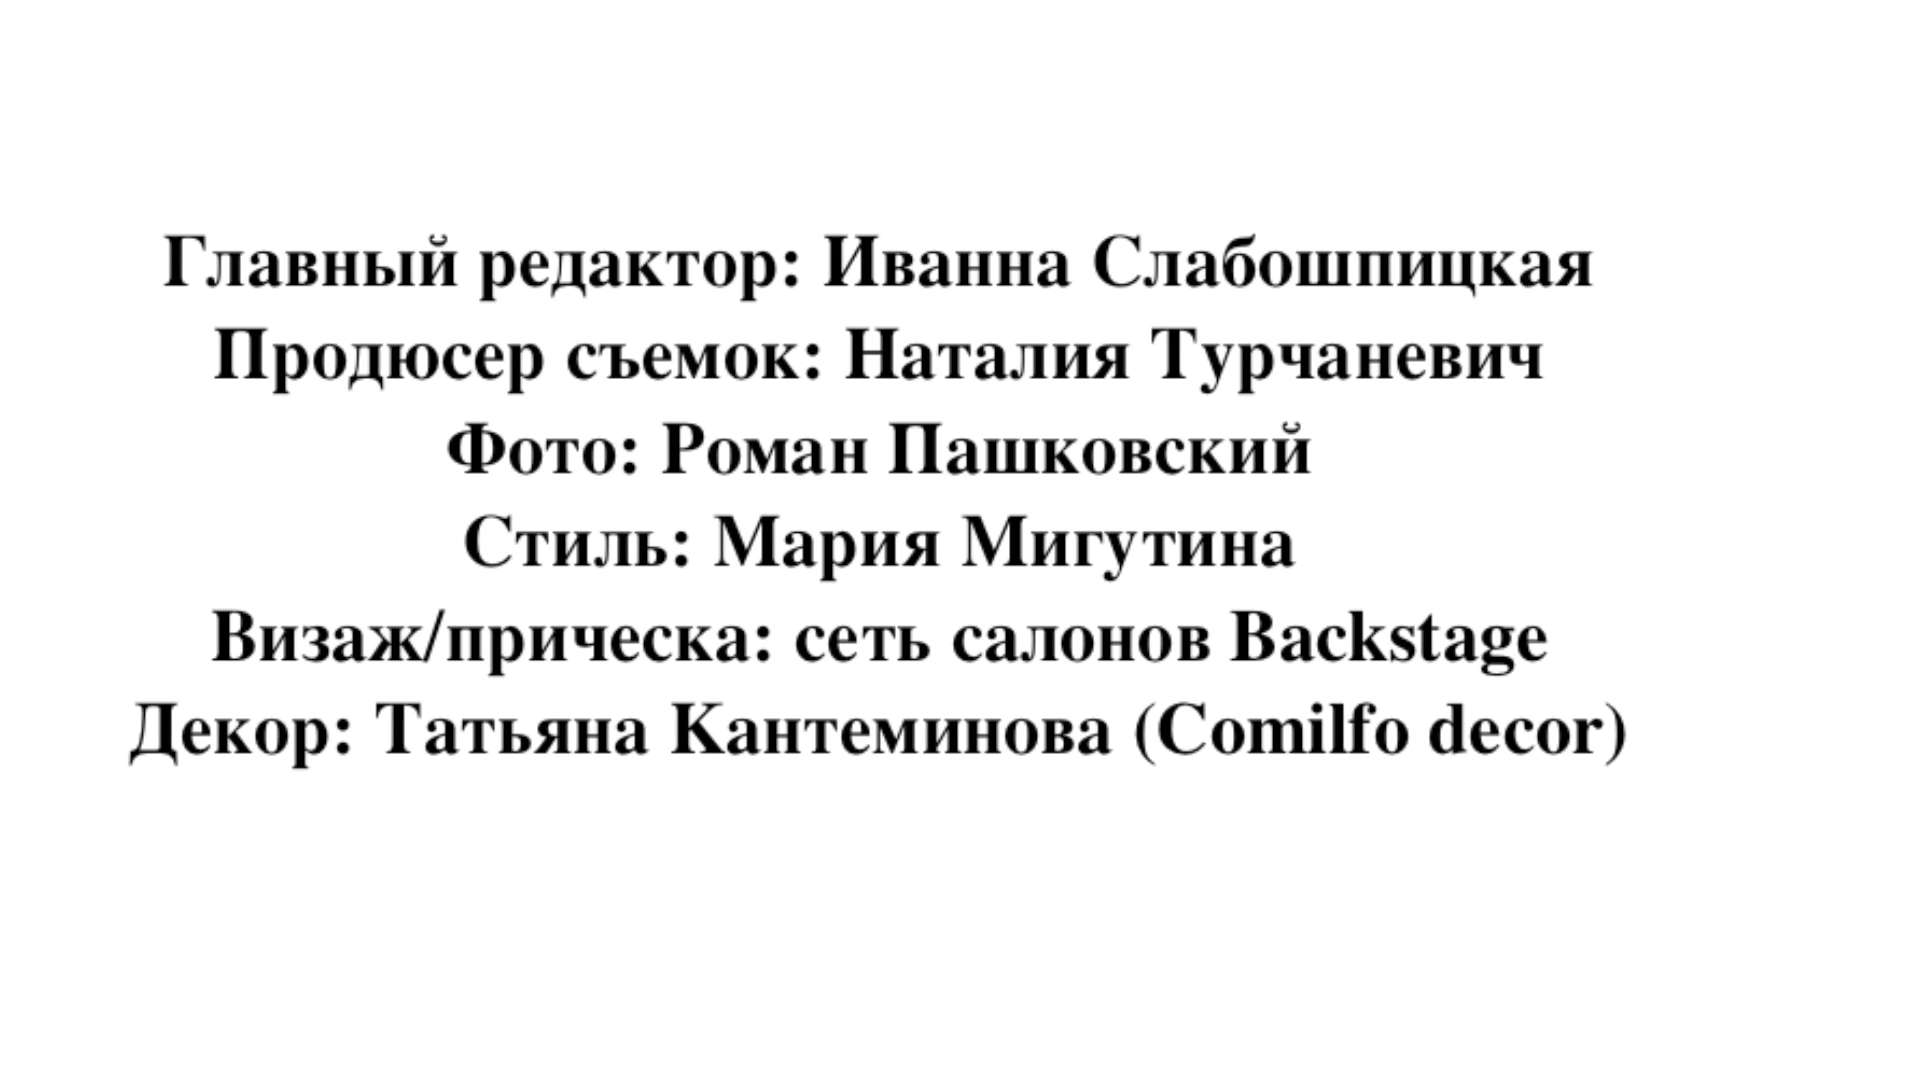 Главный редактор: Иванна Слабошпицкая
Продюсер съемок: Наталия Турчаневич
Фото: Роман Пашковский
Стиль: Мария Мигутина
Визаж/прическа: сеть салонов Backstage
Декор: Татьяна Кантеминова (Comilfo decor)